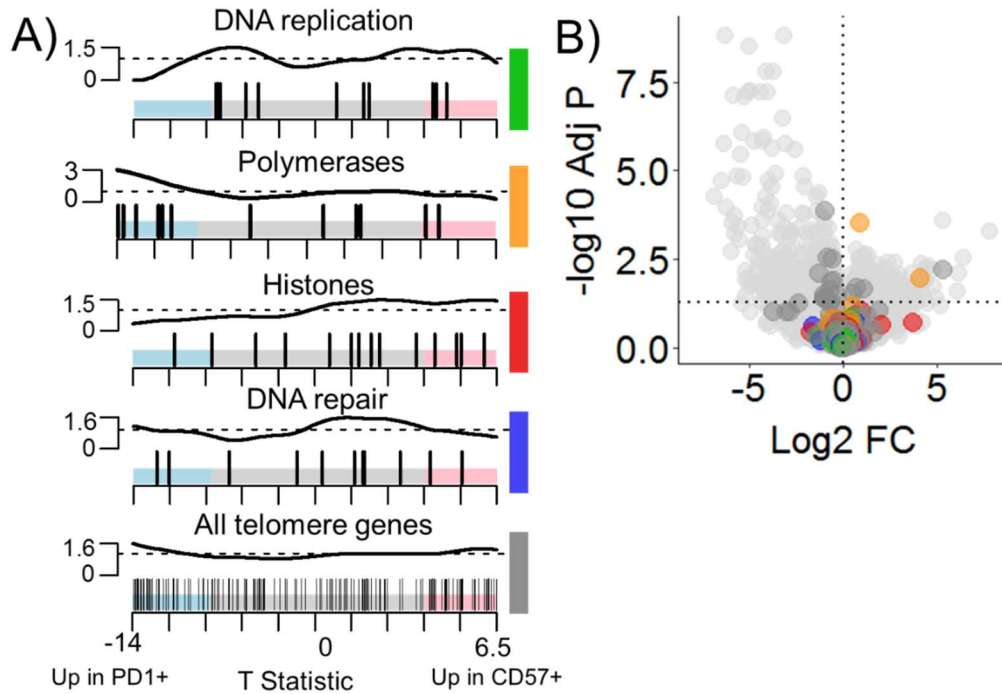 A)
DNA replication
1.5
0
Polymerases
3
0
Histones
1.5
0
DNA repair
1.6
0
All telomere genes
1.6
0
-14 0 6.5
Up in PD1+ T Statistic Up in CD57+
B)
-log10 Adj P
7.5
5.0
2.5
0.0
-5 0 5
Log2 FC